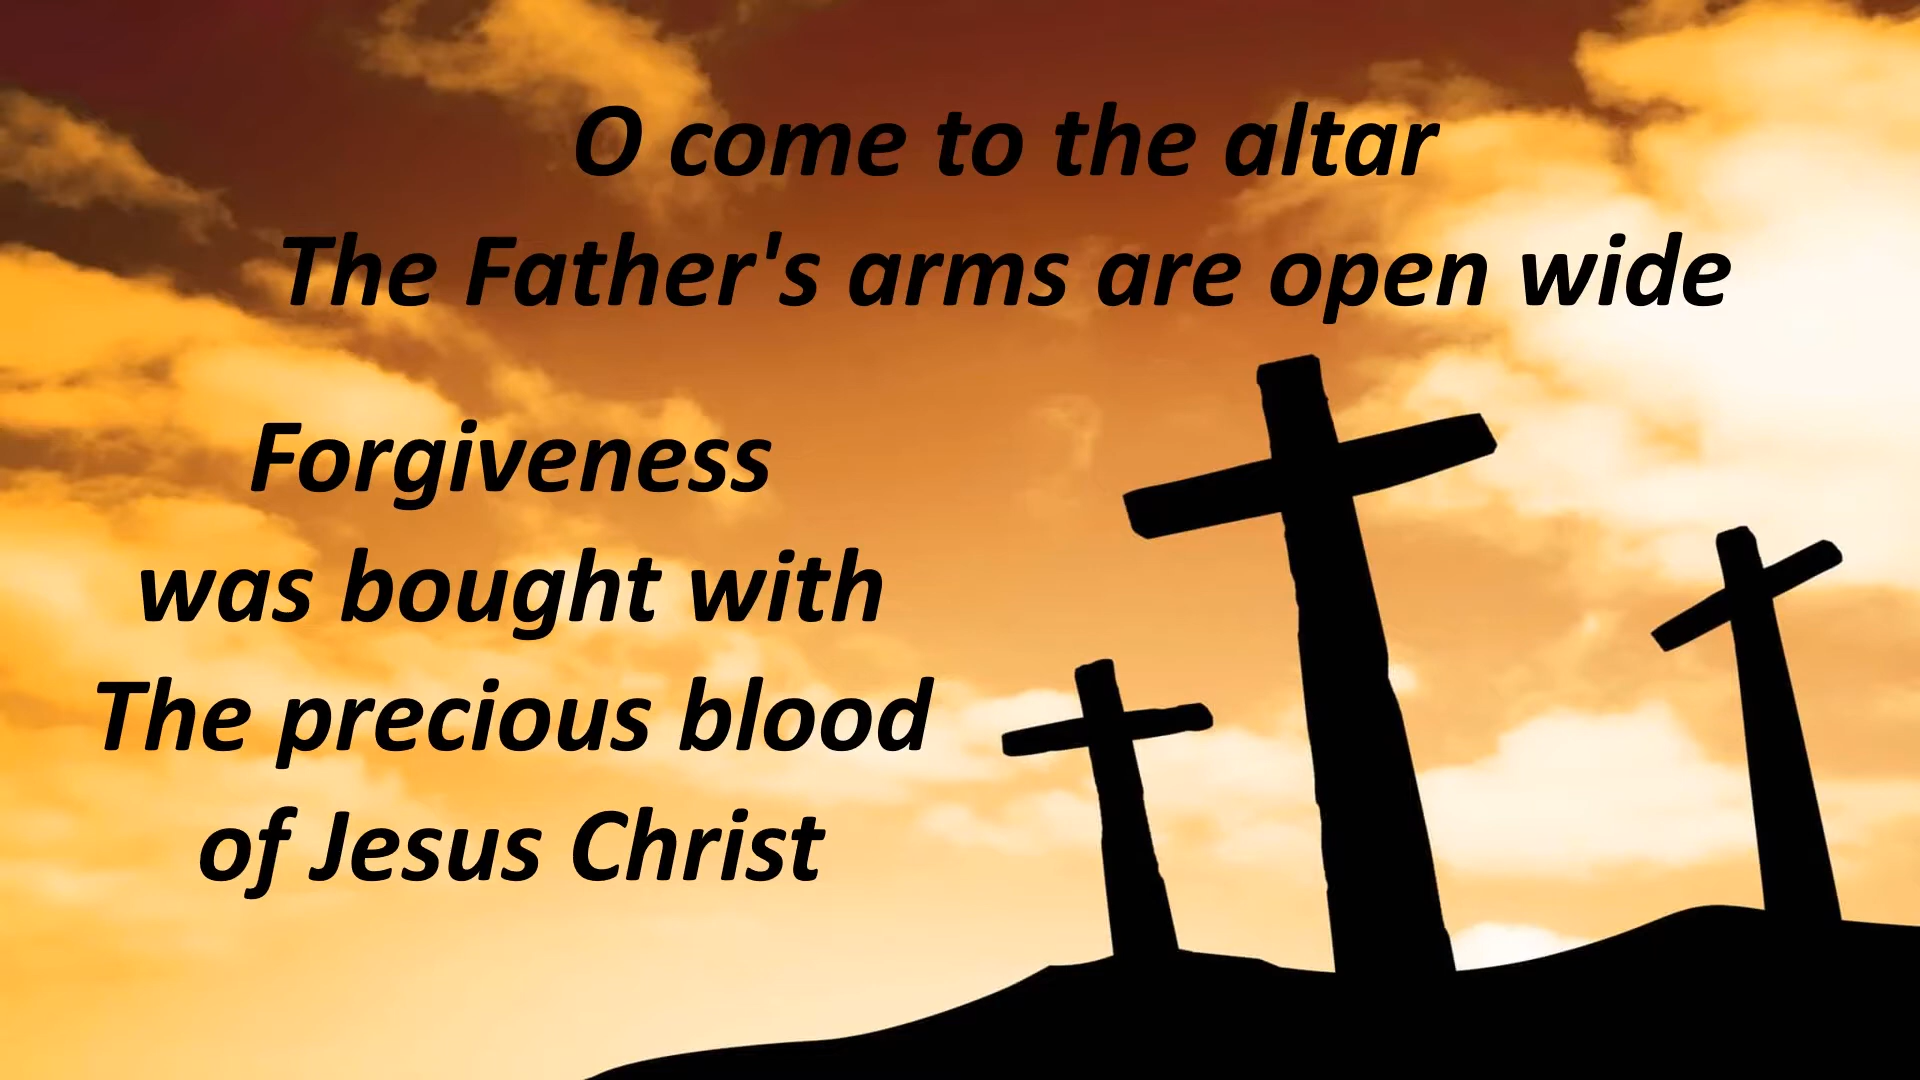 O come to the altar
The Father's arms are open wide
Forgiveness
was bought with
The precious blood
of Jesus Christ